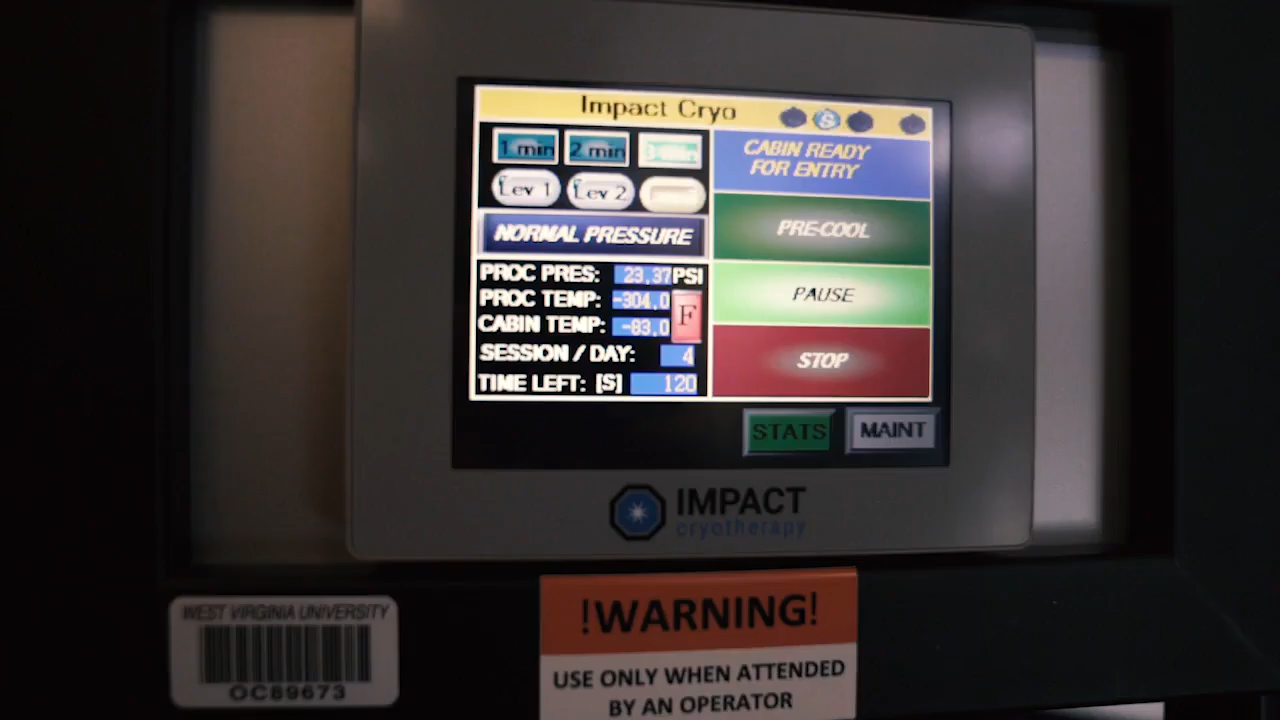 Impact Cryo
S
1 min 2 min
Lev 1 Lev 2
NORMAL PRESSURE
PROC PRES: 23.37 PSI
PROC TEMP: -304.0
F
CABIN TEMP: -83.0
SESSION / DAY: 4
TIME LEFT: [S] 120
CABIN READY
FOR ENTRY
PRE-COOL
PAUSE
STOP
STATS MAINT
IMPACT
cryotherapy
WEST VIRGINIA UNIVERSITY
OC89673
!WARNING!
USE ONLY WHEN ATTENDED
BY AN OPERATOR